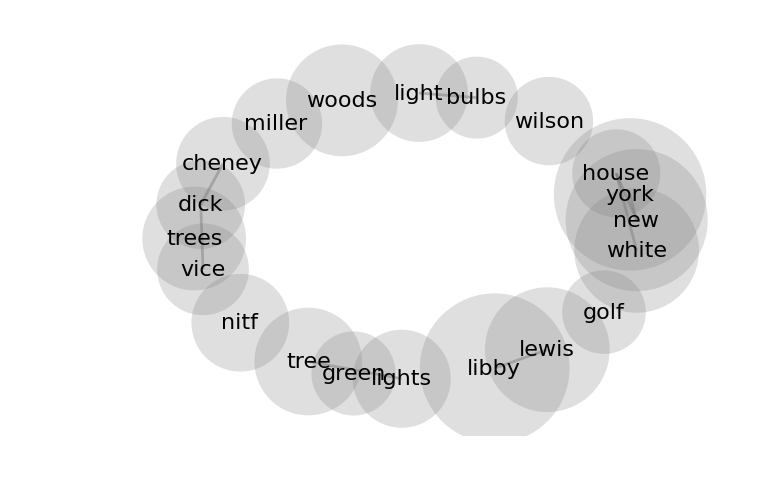 light
bulbs
woods
wilson
miller
cheney
house
york
dick
new
trees
white
vice
golf
nitf
lewis
tree
libby
green
lights